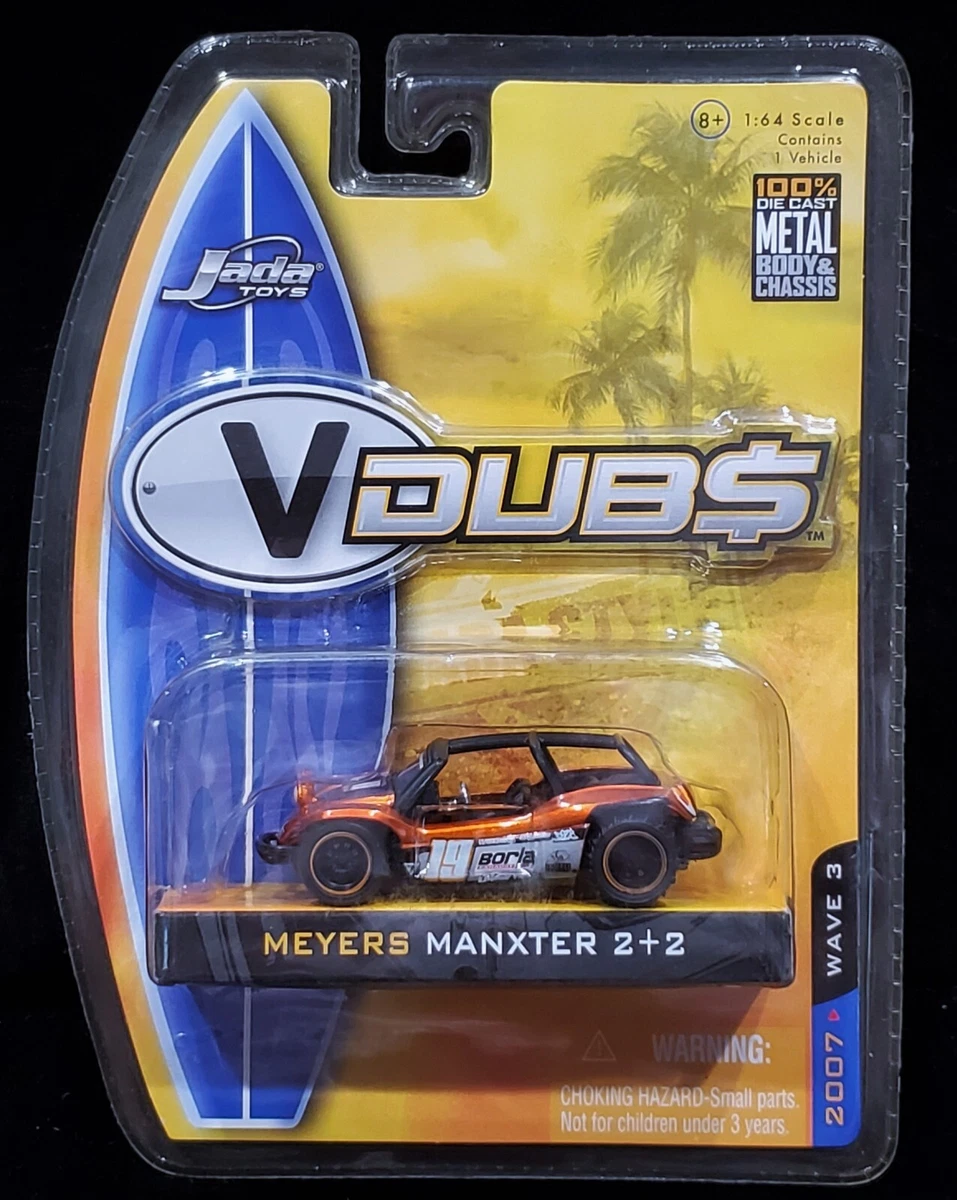 8+
1:64 Scale
Contains
1 Vehicle
100%
DIE CAST
METAL
BODY&
CHASSIS
Jada®
TOYS
V DUB$™
19 Borla
MEYERS MANXTER 2+2
WAVE 3
2007
WARNING:
CHOKING HAZARD-Small parts.
Not for children under 3 years.